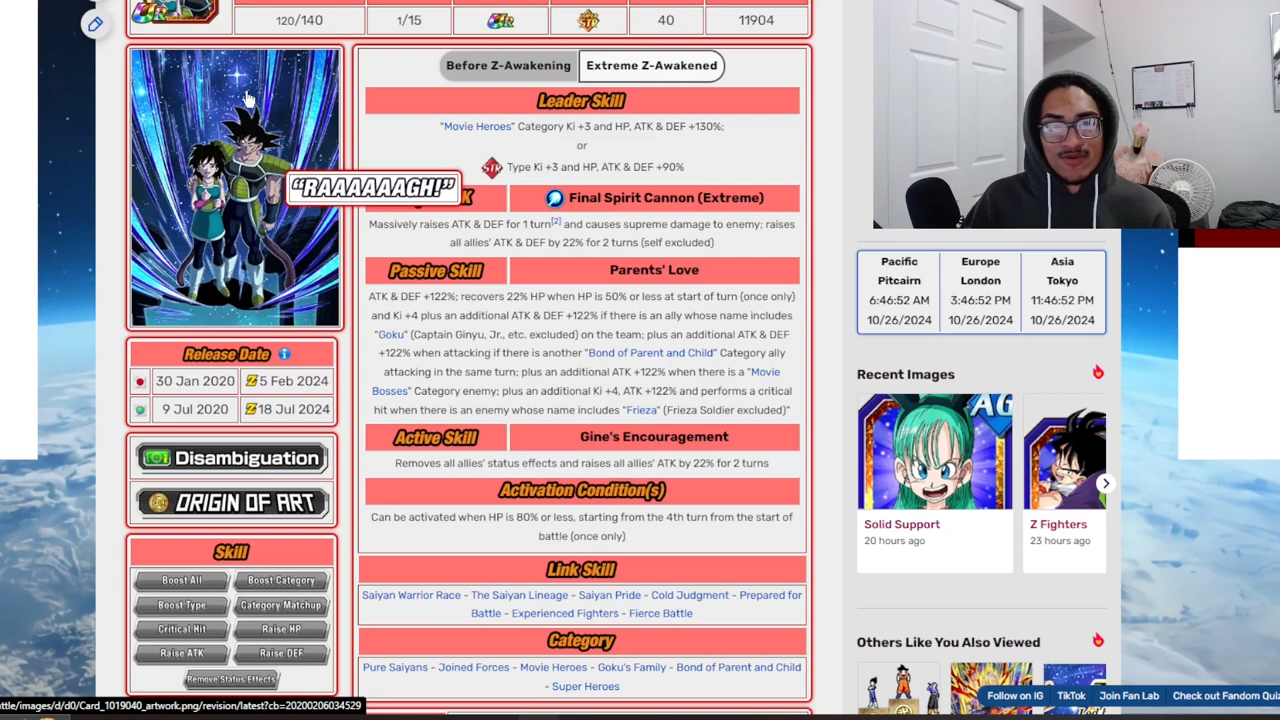 120/140
1/15
UR
STR
40
11904
Before Z-Awakening
Extreme Z-Awakened
Leader Skill
"Movie Heroes" Category Ki +3 and HP, ATK & DEF +130%;
or
STR Type Ki +3 and HP, ATK & DEF +90%
"RAAAAAAGH!"
Final Spirit Cannon (Extreme)
Massively raises ATK & DEF for 1 turn[2] and causes supreme damage to enemy; raises
all allies' ATK & DEF by 22% for 2 turns (self excluded)
Passive Skill
Parents' Love
ATK & DEF +122%; recovers 22% HP when HP is 50% or less at start of turn (once only)
and Ki +4 plus an additional ATK & DEF +122% if there is an ally whose name includes
"Goku" (Captain Ginyu, Jr., etc. excluded) on the team; plus an additional ATK & DEF
+122% when attacking if there is another "Bond of Parent and Child" Category ally
attacking in the same turn; plus an additional ATK +122% when there is a "Movie
Bosses" Category enemy; plus an additional Ki +4, ATK +122% and performs a critical
hit when there is an enemy whose name includes "Frieza" (Frieza Soldier excluded)"
Active Skill
Gine's Encouragement
Removes all allies' status effects and raises all allies' ATK by 22% for 2 turns
Activation Condition(s)
Can be activated when HP is 80% or less, starting from the 4th turn from the start of
battle (once only)
Link Skill
Saiyan Warrior Race - The Saiyan Lineage - Saiyan Pride - Cold Judgment - Prepared for
Battle - Experienced Fighters - Fierce Battle
Category
Pure Saiyans - Joined Forces - Movie Heroes - Goku's Family - Bond of Parent and Child
- Super Heroes
Release Date
30 Jan 2020
Z 5 Feb 2024
9 Jul 2020
Z 18 Jul 2024
Disambiguation
ORIGIN OF ART
Skill
Boost All
Boost Category
Boost Type
Category Matchup
Critical Hit
Raise HP
Raise ATK
Raise DEF
Remove Status Effects
attle/images/d/d0/Card_1019040_artwork.png/revision/latest?cb=20200206034529
Pacific
Pitcairn
6:46:52 AM
10/26/2024
Europe
London
3:46:52 PM
10/26/2024
Asia
Tokyo
11:46:52 PM
10/26/2024
Recent Images
AG
Solid Support
20 hours ago
Z Fighters
23 hours ago
Others Like You Also Viewed
Follow on IG
TikTok
Join Fan Lab
Check out Fandom Quiz